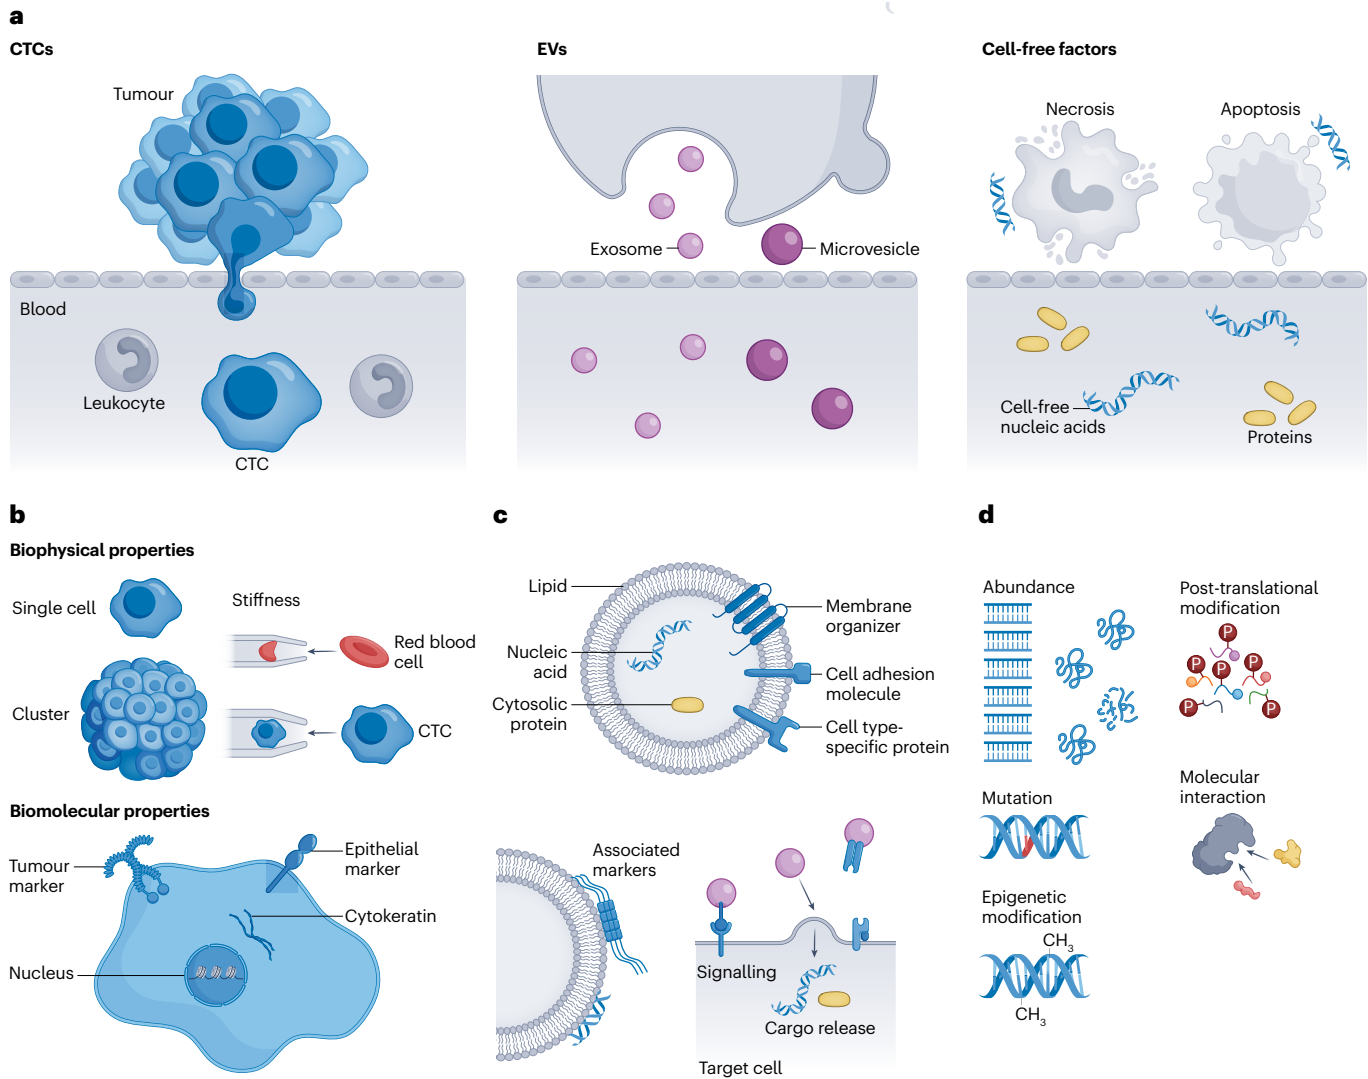 a
CTCs
Tumour
Blood
Leukocyte
CTC
EVs
Exosome
Microvesicle
Cell-free factors
Necrosis
Apoptosis
Cell-free
nucleic acids
Proteins
b
Biophysical properties
Single cell
Cluster
Stiffness
Red blood
cell
CTC
Biomolecular properties
Tumour
marker
Epithelial
marker
Cytokeratin
Nucleus
c
Lipid
Nucleic
acid
Cytosolic
protein
Membrane
organizer
Cell adhesion
molecule
Cell type-
specific protein
Associated
markers
Signalling
Cargo release
Target cell
d
Abundance
Mutation
Epigenetic
modification
CH3
CH3
Post-translational
modification
P
P
P
P
P
P
Molecular
interaction